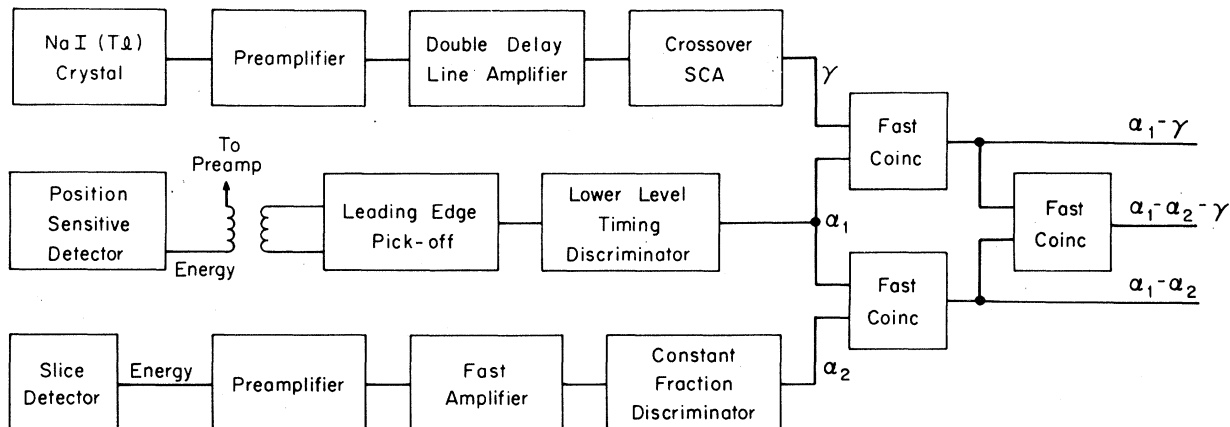 NaI (Tl)
Crystal
Preamplifier
Double Delay
Line Amplifier
Crossover
SCA
γ
Fast
Coinc
α₁-γ
To
Preamp
Position
Sensitive
Detector
Energy
Leading Edge
Pick-off
Lower Level
Timing
Discriminator
α₁
Fast
Coinc
α₁-α₂-γ
Fast
Coinc
α₁-α₂
Slice
Detector
Energy
Preamplifier
Fast
Amplifier
Constant
Fraction
Discriminator
α₂